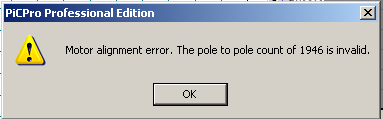 PiCPro Professional Edition
Motor alignment error. The pole to pole count of 1946 is invalid.
OK